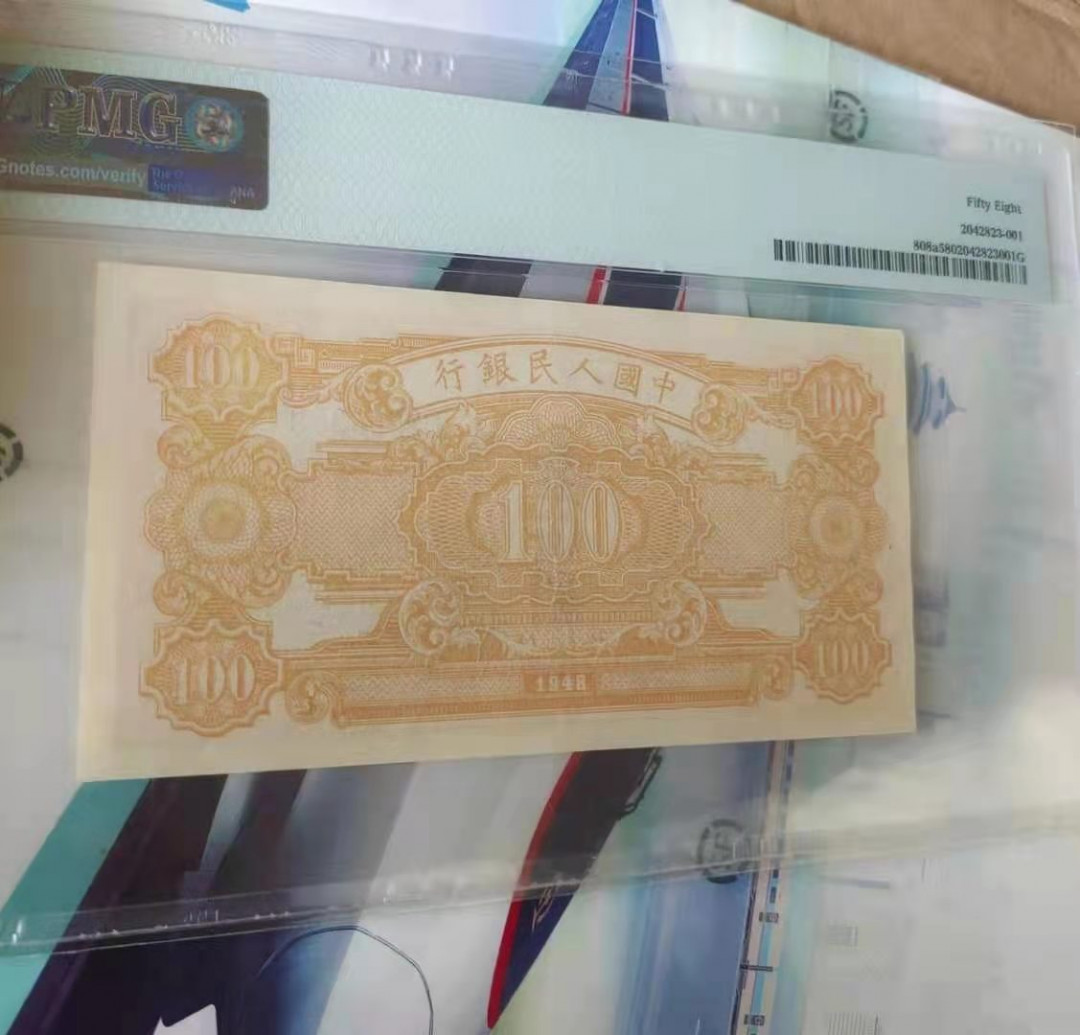 PMG
Gnotes.com/verify
Fifty Eight
2042823-001
808a5802042823001G
100
行銀民人國中
100
100
100
1948
100